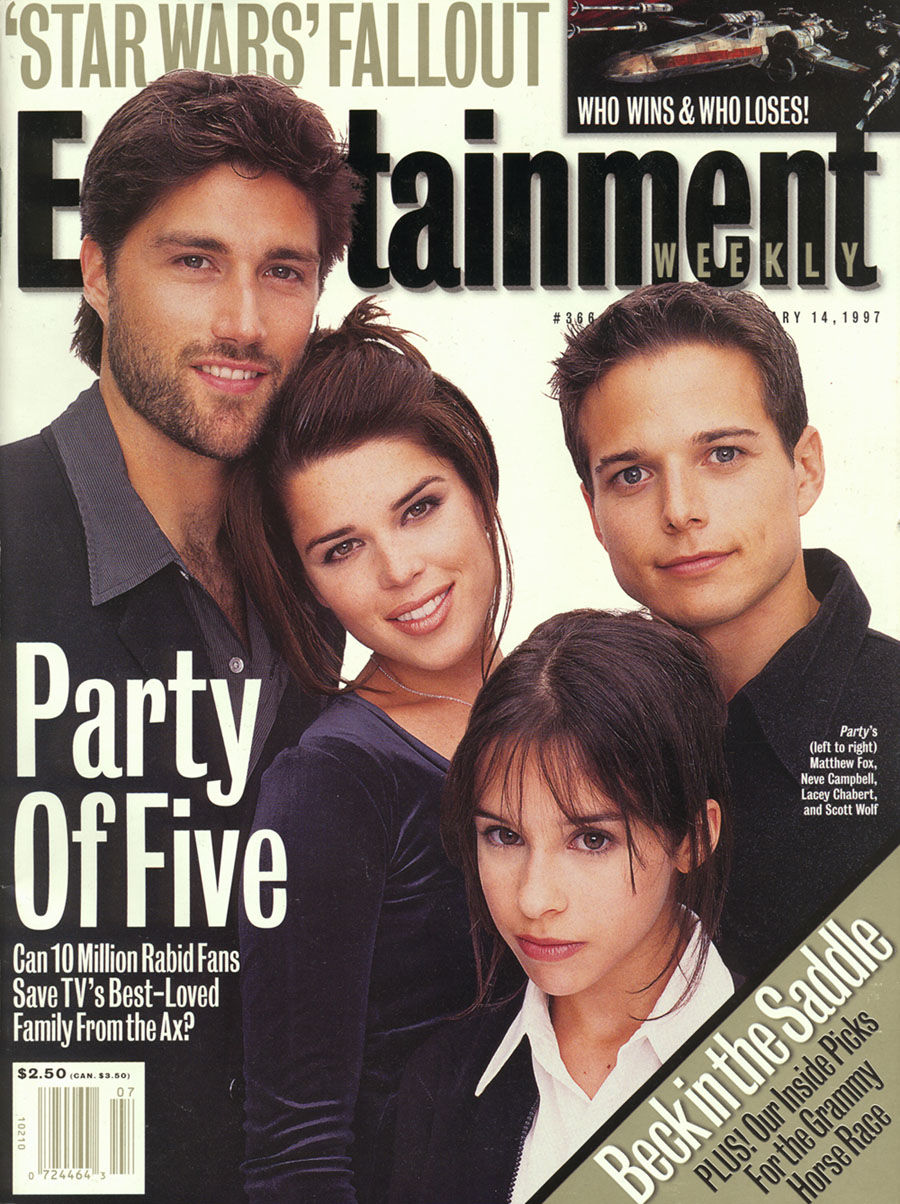 'STAR WARS' FALLOUT
WHO WINS & WHO LOSES!
E tainment
WEEKLY
#366 ARY 14, 1997
Party
Of Five
Can 10 Million Rabid Fans
Save TV's Best-Loved
Family From the Ax?
Party's
(left to right)
Matthew Fox,
Neve Campbell,
Lacey Chabert,
and Scott Wolf
Beck in the Saddle
PLUS! Our Inside Picks
For the Grammy
Horse Race
$2.50 (CAN. $3.50)
07
10210
0 724464 3